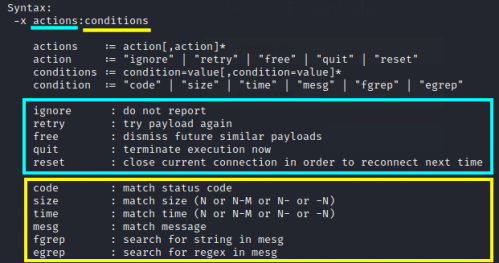 Syntax:
-x actions:conditions
actions := action[,action]*
action := "ignore" | "retry" | "free" | "quit" | "reset"
conditions := condition=value[,condition=value]*
condition := "code" | "size" | "time" | "mesg" | "fgrep" | "egrep"
ignore : do not report
retry : try payload again
free : dismiss future similar payloads
quit : terminate execution now
reset : close current connection in order to reconnect next time
code : match status code
size : match size (N or N-M or N- or -N)
time : match time (N or N-M or N- or -N)
mesg : match message
fgrep : search for string in mesg
egrep : search for regex in mesg